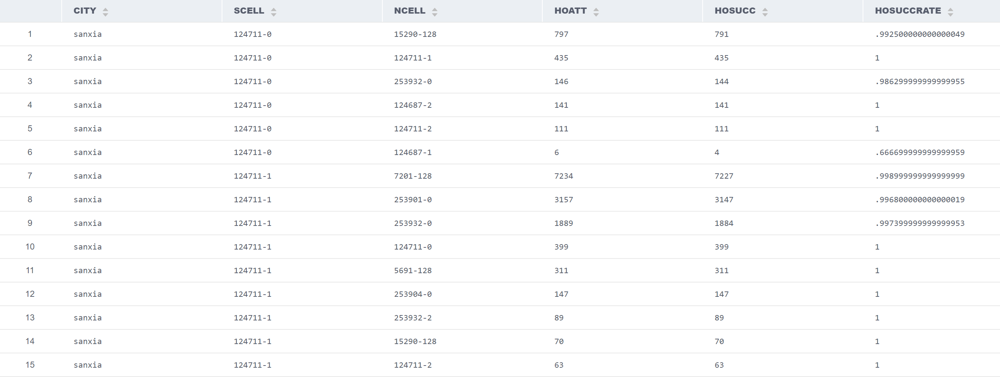 CITY SCELL NCELL HOATT HOSUCC HOSUCCRATE
1 sanxia 124711-0 15290-128 797 791 .992500000000000049
2 sanxia 124711-0 124711-1 435 435 1
3 sanxia 124711-0 253932-0 146 144 .986299999999999955
4 sanxia 124711-0 124687-2 141 141 1
5 sanxia 124711-0 124711-2 111 111 1
6 sanxia 124711-0 124687-1 6 4 .666699999999999959
7 sanxia 124711-1 7201-128 7234 7227 .998999999999999999
8 sanxia 124711-1 253901-0 3157 3147 .996800000000000019
9 sanxia 124711-1 253932-0 1889 1884 .997399999999999953
10 sanxia 124711-1 124711-0 399 399 1
11 sanxia 124711-1 5691-128 311 311 1
12 sanxia 124711-1 253904-0 147 147 1
13 sanxia 124711-1 253932-2 89 89 1
14 sanxia 124711-1 15290-128 70 70 1
15 sanxia 124711-1 124711-2 63 63 1